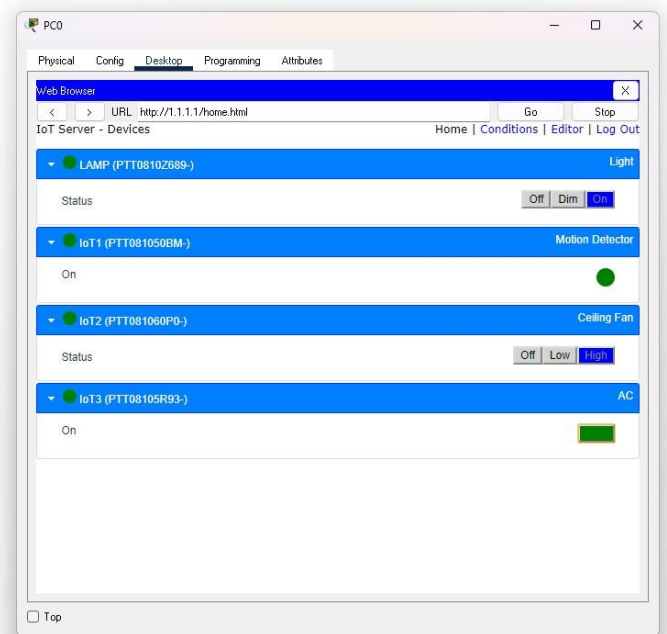 PC0
Physical Config Desktop Programming Attributes
Web Browser X
< > URL http://1.1.1.1/home.html Go Stop
IoT Server - Devices Home | Conditions | Editor | Log Out
LAMP (PTT0810Z689-) Light
Status Off Dim On
IoT1 (PTT081050BM-) Motion Detector
On
IoT2 (PTT081060P0-) Ceiling Fan
Status Off Low High
IoT3 (PTT08105R93-) AC
On
Top